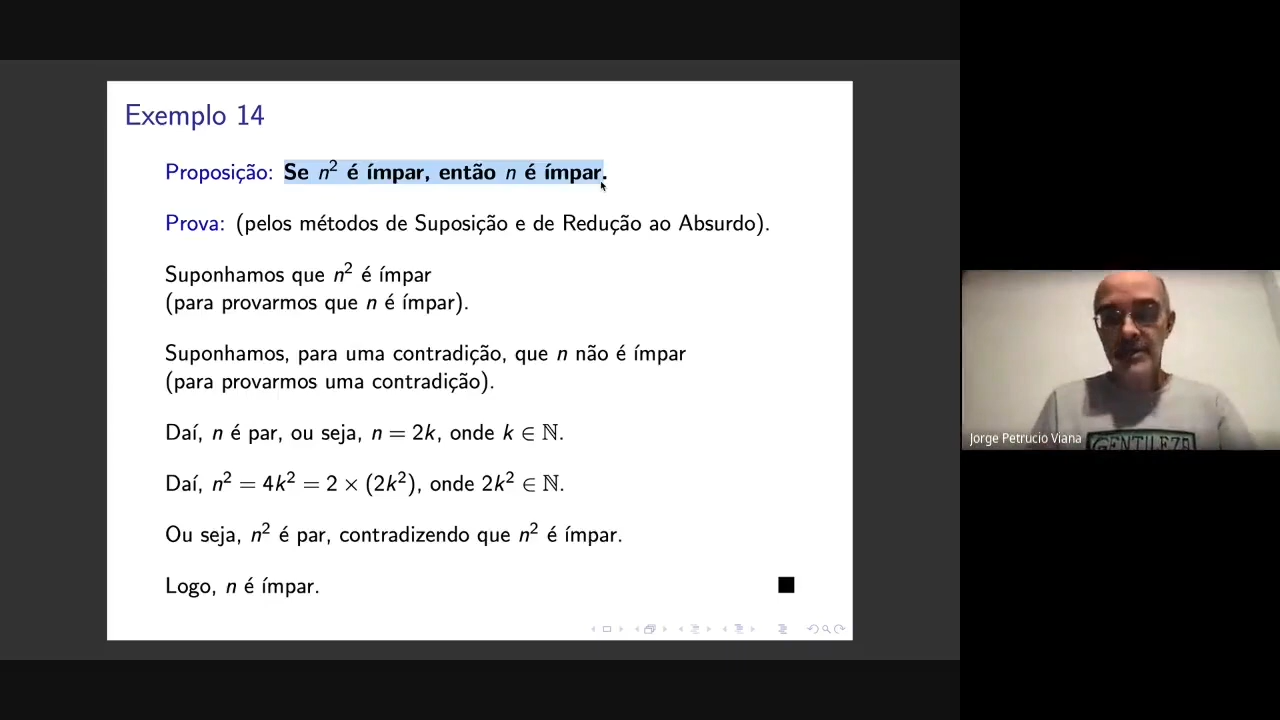 Exemplo 14
Proposição: Se n² é ímpar, então n é ímpar.
Prova: (pelos métodos de Suposição e de Redução ao Absurdo).
Suponhamos que n² é ímpar
(para provarmos que n é ímpar).
Suponhamos, para uma contradição, que n não é ímpar
(para provarmos uma contradição).
Daí, n é par, ou seja, n = 2k, onde k ∈ ℕ.
Daí, n² = 4k² = 2 × (2k²), onde 2k² ∈ ℕ.
Ou seja, n² é par, contradizendo que n² é ímpar.
Logo, n é ímpar.
GENTILEZA
Jorge Petrucio Viana